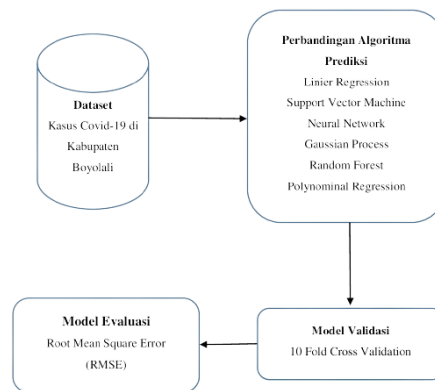 Dataset
Kasus Covid-19 di
Kabupaten
Boyolali
Perbandingan Algoritma
Prediksi
Linier Regression
Support Vector Machine
Neural Network
Gaussian Process
Random Forest
Polynominal Regression
Model Validasi
10 Fold Cross Validation
Model Evaluasi
Root Mean Square Error
(RMSE)